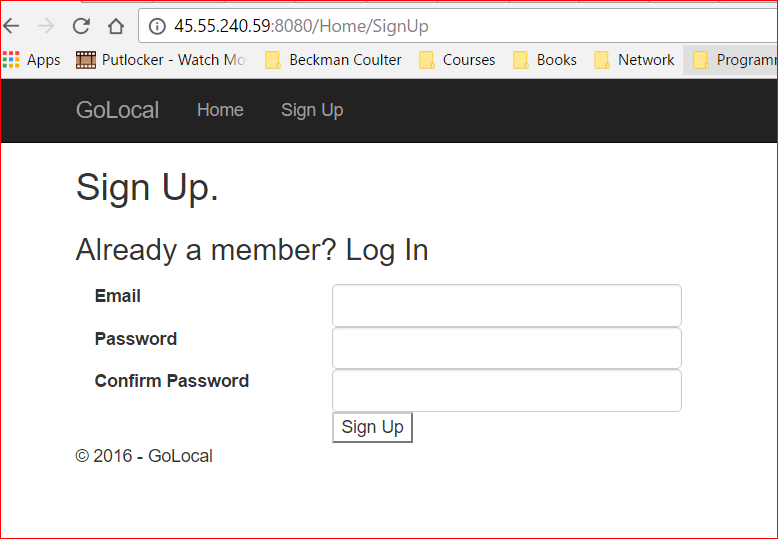 45.55.240.59:8080/Home/SignUp
Apps Putlocker - Watch Mo Beckman Coulter Courses Books Network Programm
GoLocal Home Sign Up
Sign Up.
Already a member? Log In
Email
Password
Confirm Password
Sign Up
© 2016 - GoLocal